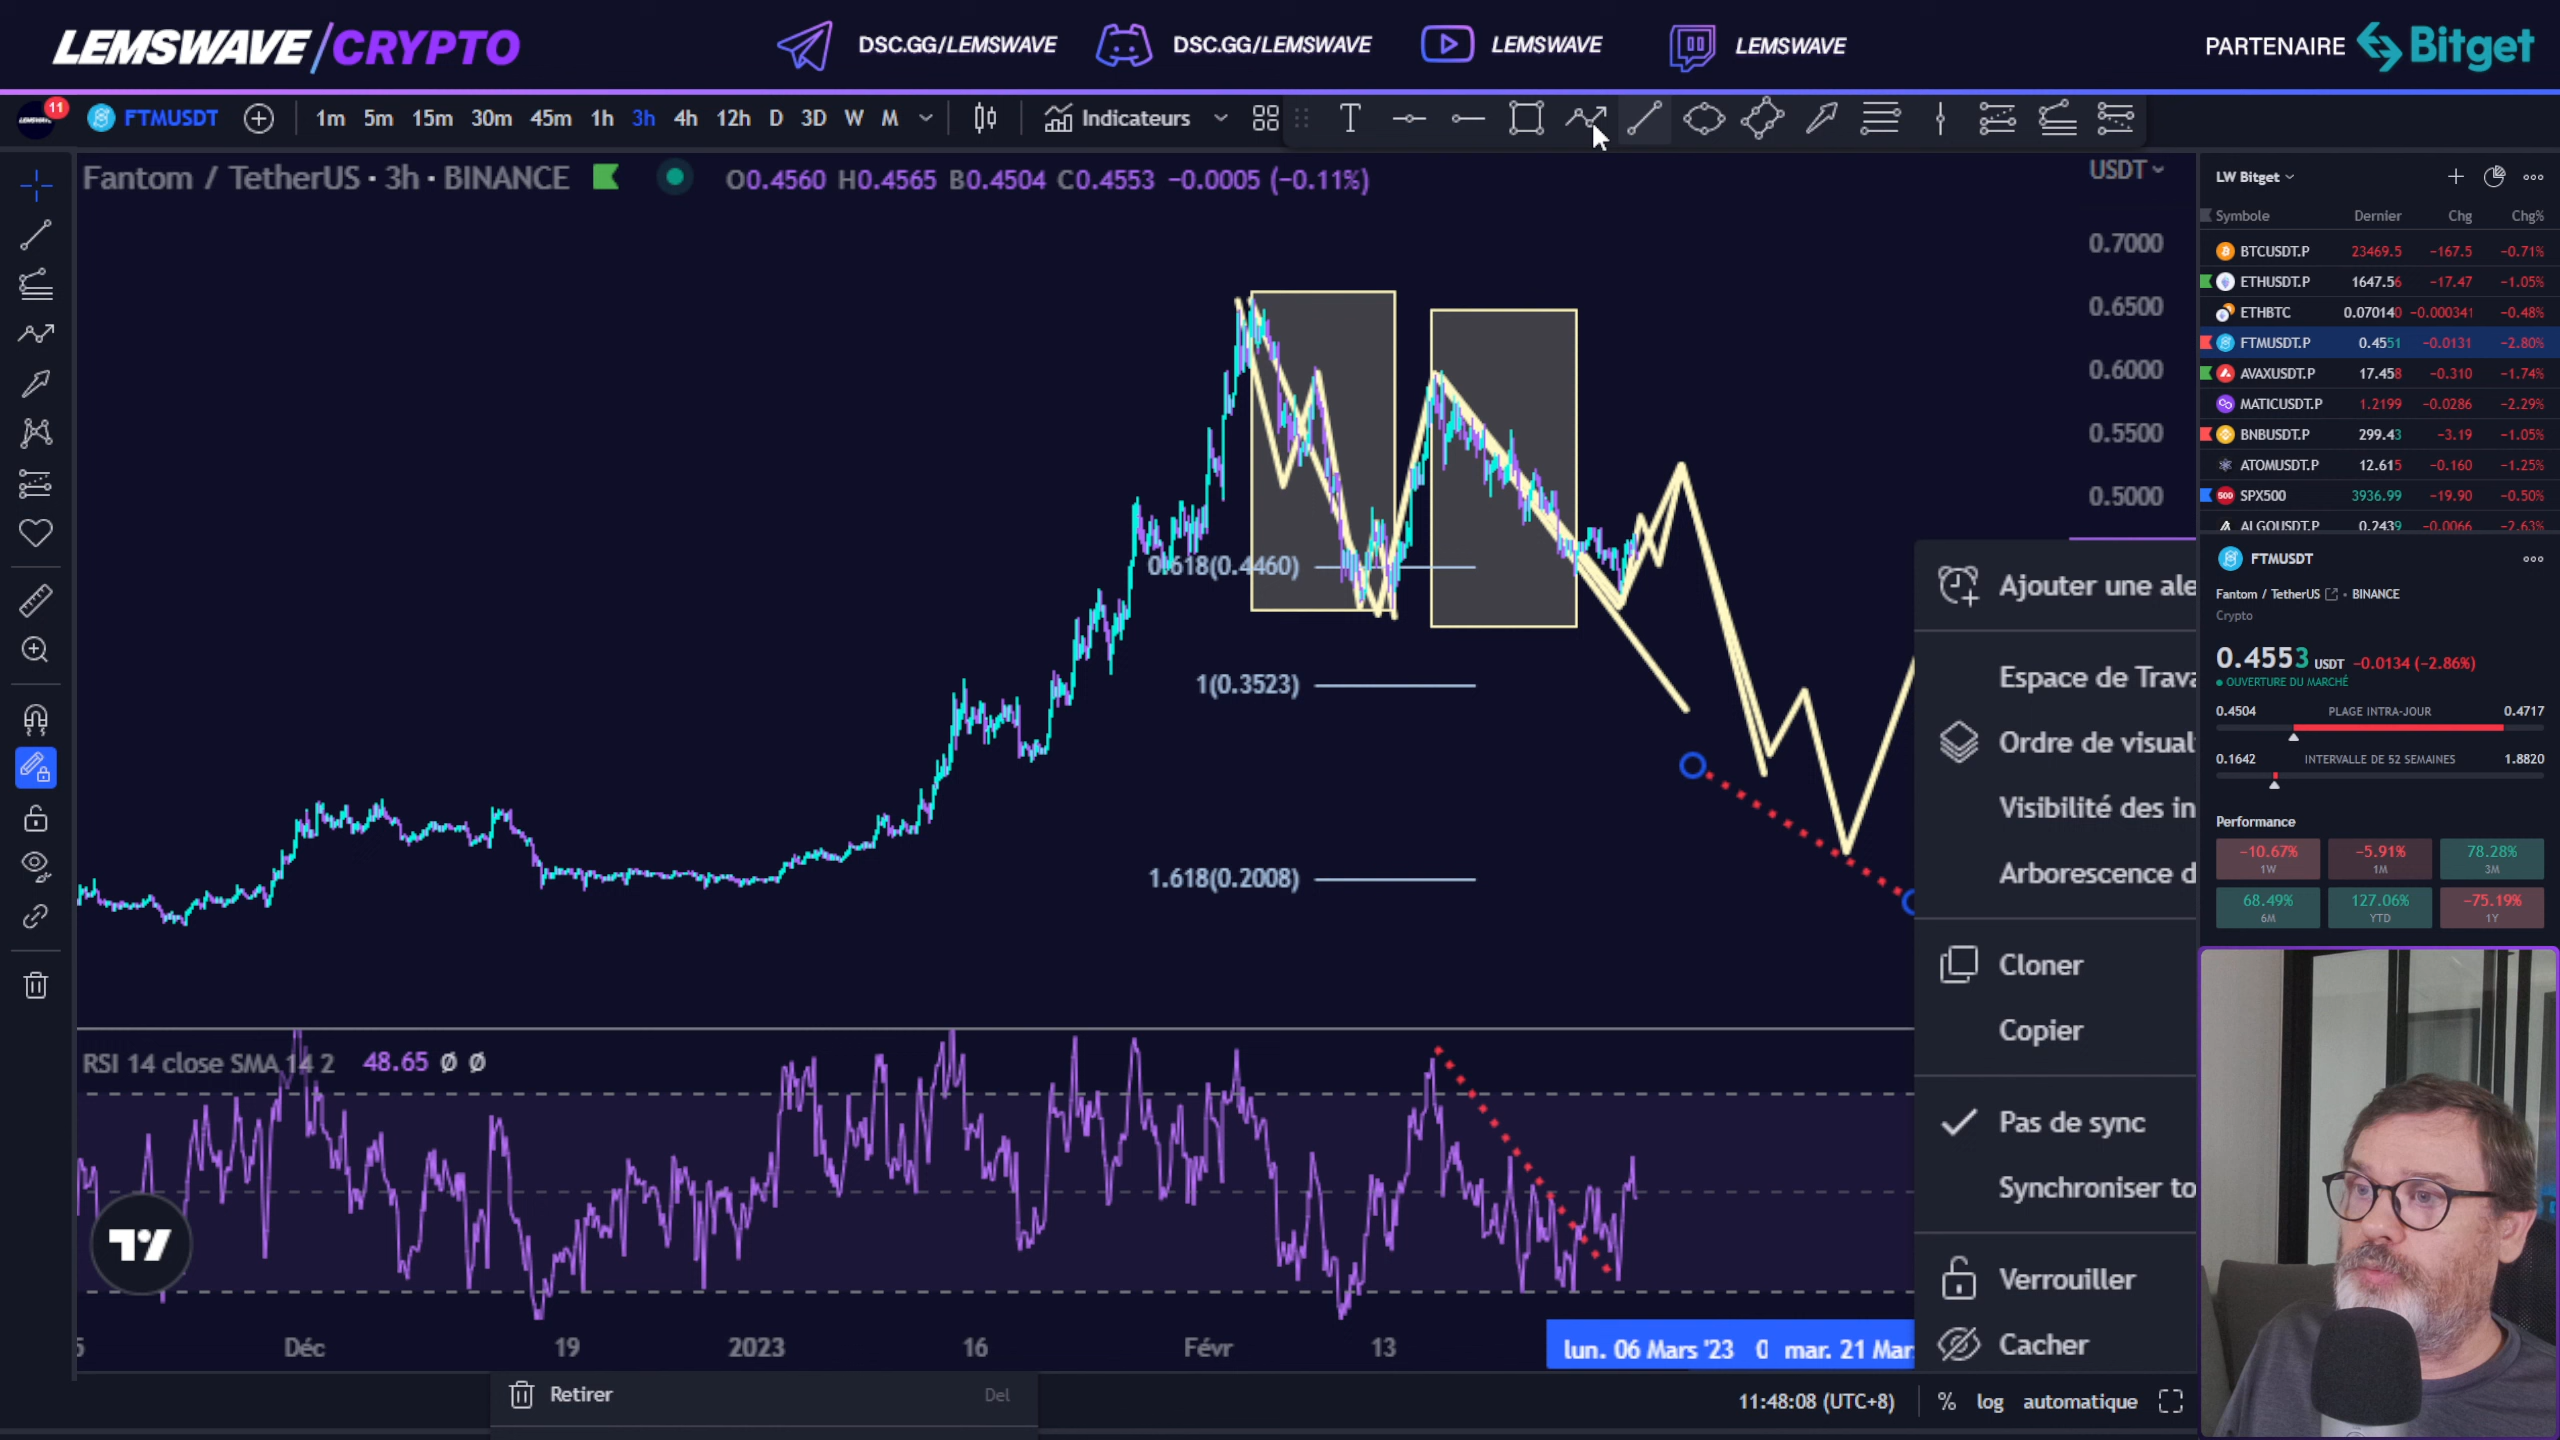 LEMSWAVE/CRYPTO
DSC.GG/LEMSWAVE
DSC.GG/LEMSWAVE
LEMSWAVE
LEMSWAVE
PARTENAIRE Bitget
11
FTMUSDT
1m 5m 15m 30m 45m 1h 3h 4h 12h D 3D W M
Indicateurs
Fantom / TetherUS · 3h · BINANCE
O0.4560 H0.4565 B0.4504 C0.4553 −0.0005 (−0.11%)
USDT
0.7000
0.6500
0.6000
0.5500
0.5000
0.618(0.4460)
1(0.3523)
1.618(0.2008)
Ajouter une ale
Espace de Trava
Ordre de visual
Visibilité des in
Arborescence d
Cloner
Copier
Pas de sync
Synchroniser to
Verrouiller
Cacher
RSI 14 close SMA 14 2 48.65 Ø Ø
Déc 19 2023 16 Févr 13
lun. 06 Mars '23 0 mar. 21 Mar
Retirer Del
11:48:08 (UTC+8) % log automatique
LW Bitget
Symbole Dernier Chg Chg%
BTCUSDT.P 23469.5 −167.5 −0.71%
ETHUSDT.P 1647.56 −17.47 −1.05%
ETHBTC 0.070140 −0.000341 −0.48%
FTMUSDT.P 0.4551 −0.0131 −2.80%
AVAXUSDT.P 17.458 −0.310 −1.74%
MATICUSDT.P 1.2199 −0.0286 −2.29%
BNBUSDT.P 299.43 −3.19 −1.05%
ATOMUSDT.P 12.615 −0.160 −1.25%
500 SPX500 3936.99 −19.90 −0.50%
ALGOUSDT.P 0.2439 −0.0066 −2.63%
FTMUSDT
Fantom / TetherUS · BINANCE
Crypto
0.4553 USDT −0.0134 (−2.86%)
OUVERTURE DU MARCHÉ
0.4504 PLAGE INTRA-JOUR 0.4717
0.1642 INTERVALLE DE 52 SEMAINES 1.8820
Performance
−10.67% −5.91% 78.28%
1W 1M 3M
68.49% 127.06% −75.19%
6M YTD 1Y